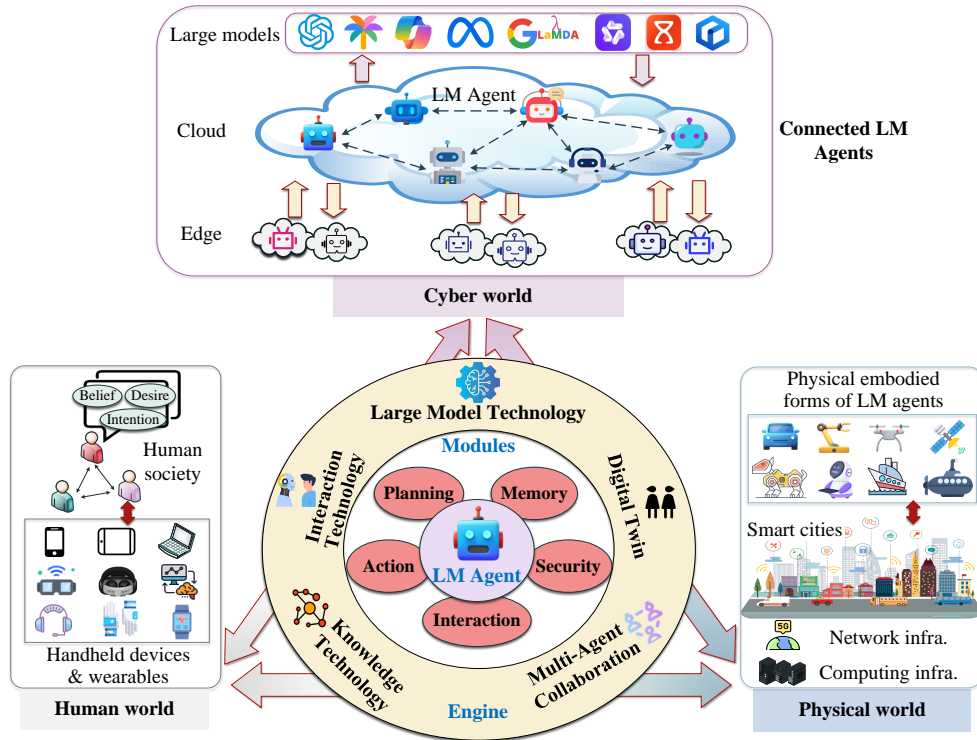 Large models
Google
LaMDA
LM Agent
Cloud
Connected LM
Agents
Edge
Cyber world
Belief
Desire
Intention
Human
society
Handheld devices
& wearables
Human world
Large Model Technology
Modules
Interaction
Technology
Digital Twin
Planning
Memory
Action
LM Agent
Security
Interaction
Knowledge
Technology
Multi-Agent
Collaboration
Engine
Physical embodied
forms of LM agents
Smart cities
5G
Network infra.
Computing infra.
Physical world